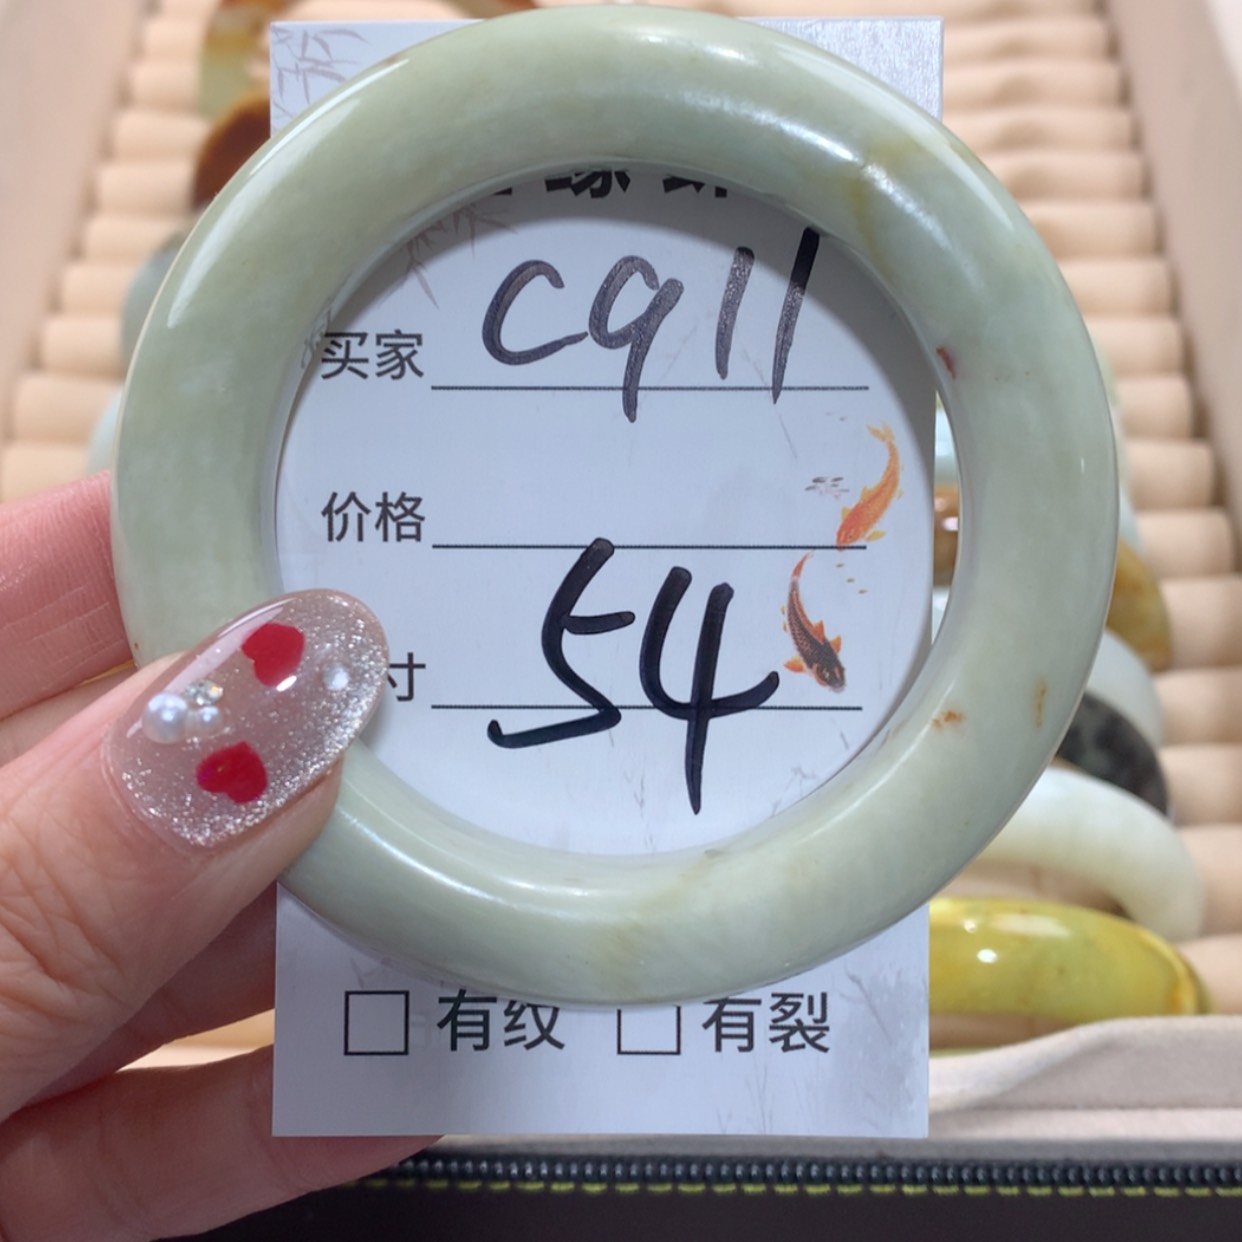 买家 cq11
价格
寸 54
有纹 有裂